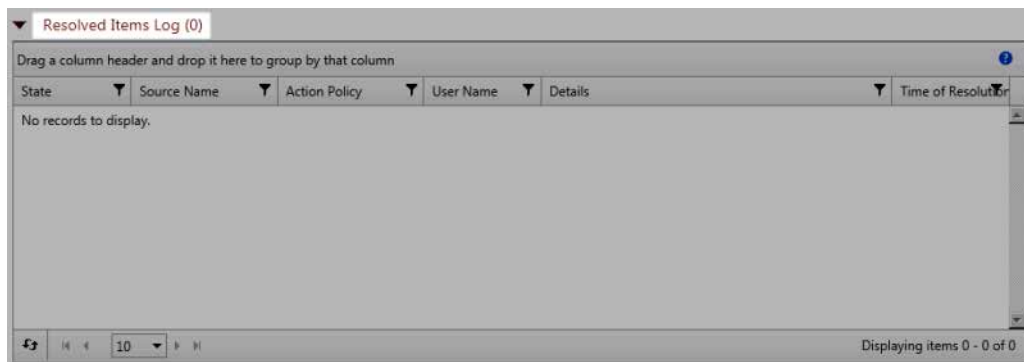 Resolved Items Log (0)
Drag a column header and drop it here to group by that column
State Source Name Action Policy User Name Details Time of Resolution
No records to display.
10 Displaying items 0 - 0 of 0